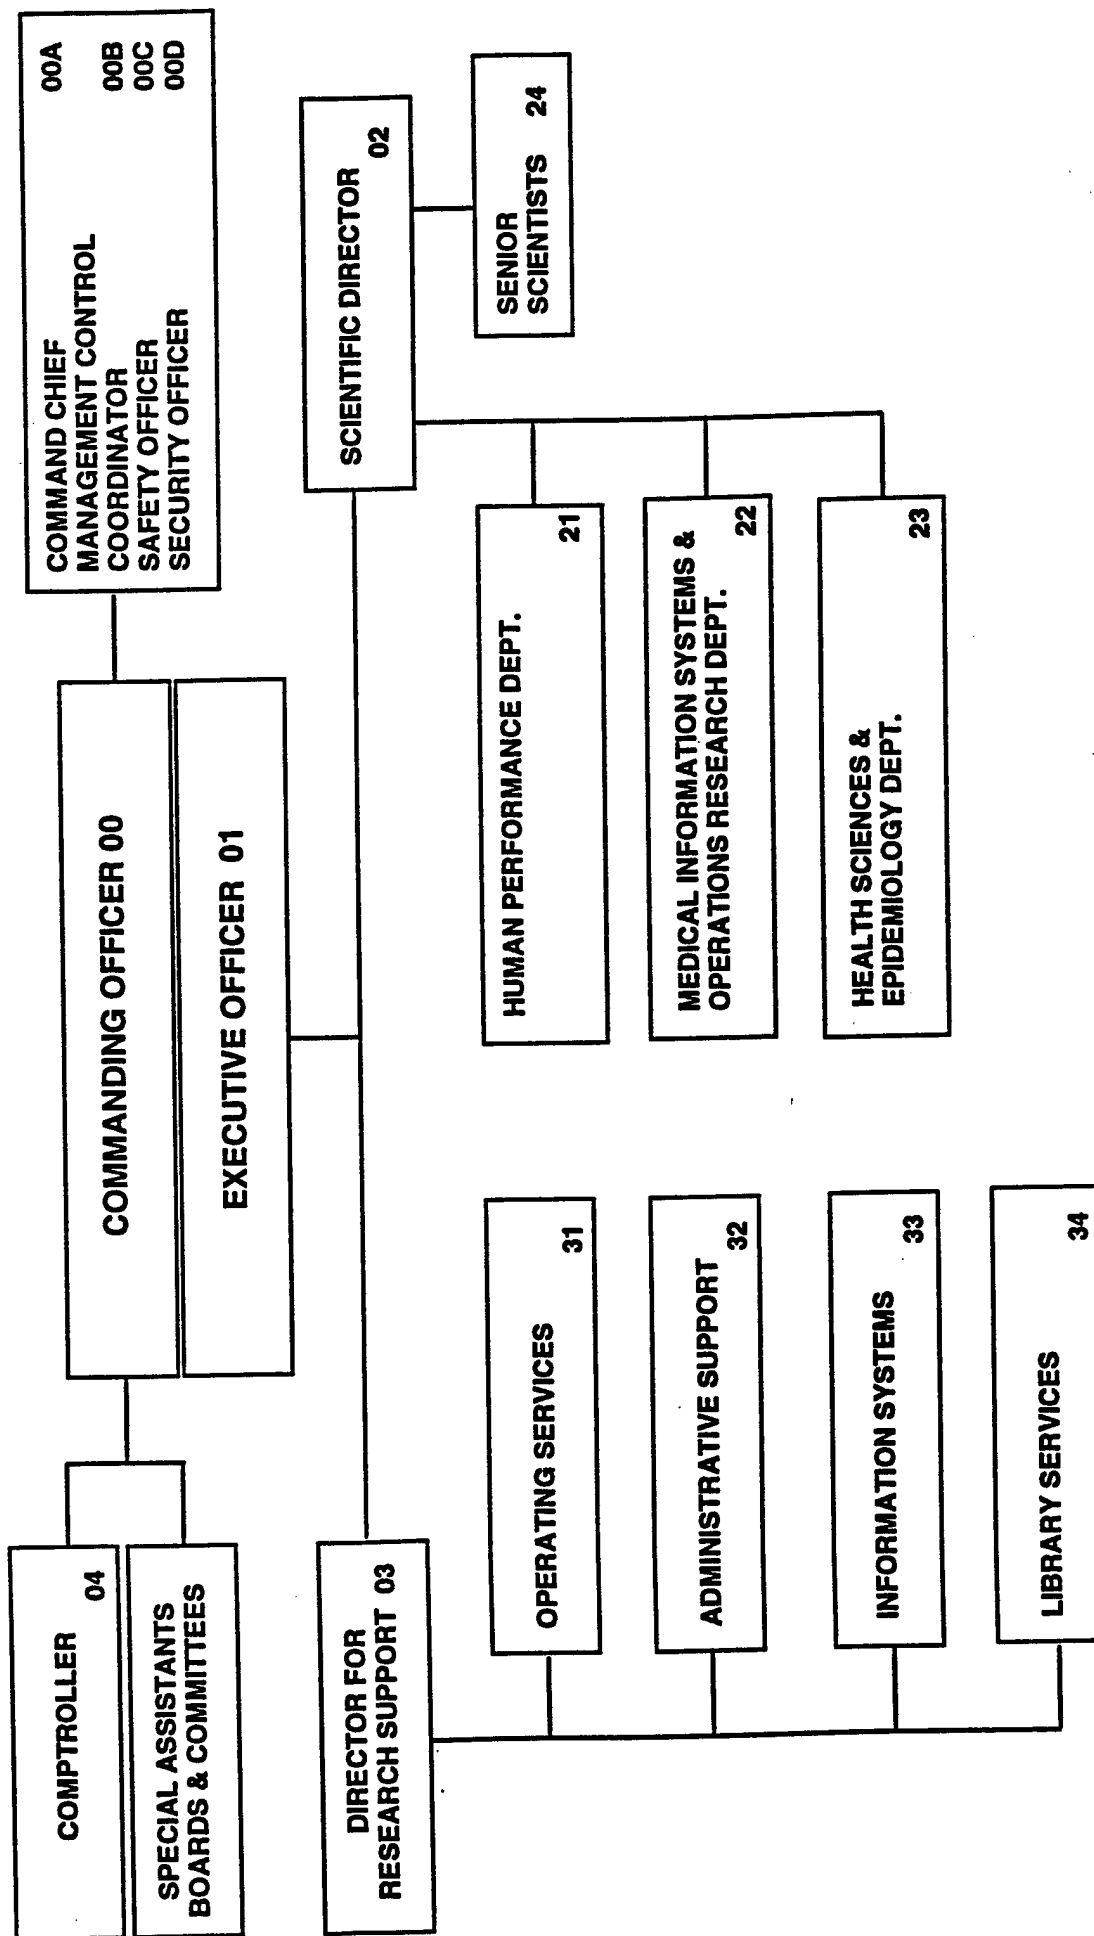 COMPTROLLER
04
SPECIAL ASSISTANTS
BOARDS & COMMITTEES
COMMANDING OFFICER 00
EXECUTIVE OFFICER 01
COMMAND CHIEF 00A
MANAGEMENT CONTROL
COORDINATOR 00B
SAFETY OFFICER 00C
SECURITY OFFICER 00D
DIRECTOR FOR
RESEARCH SUPPORT 03
SCIENTIFIC DIRECTOR
02
SENIOR
SCIENTISTS 24
OPERATING SERVICES
31
ADMINISTRATIVE SUPPORT
32
INFORMATION SYSTEMS
33
LIBRARY SERVICES
34
HUMAN PERFORMANCE DEPT.
21
MEDICAL INFORMATION SYSTEMS &
OPERATIONS RESEARCH DEPT.
22
HEALTH SCIENCES &
EPIDEMIOLOGY DEPT.
23